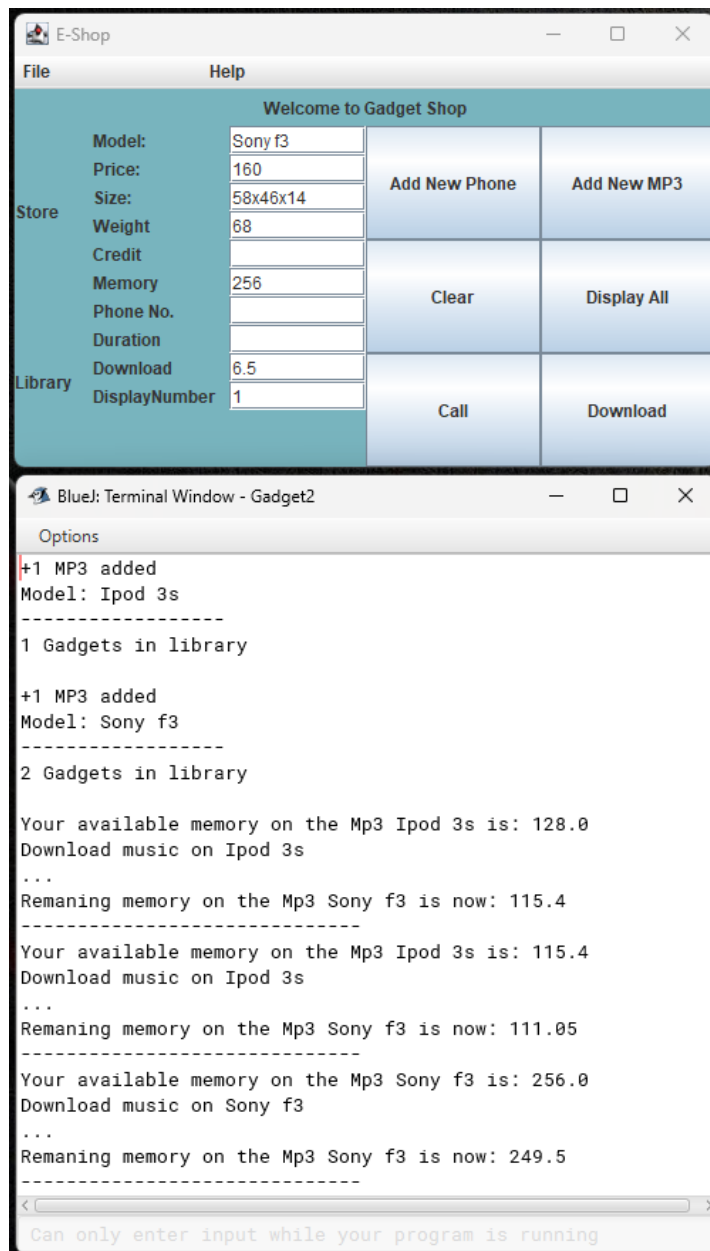 E-Shop
File Help
Welcome to Gadget Shop
Model: Sony f3
Price: 160
Size: 58x46x14
Store
Weight 68
Credit
Memory 256
Phone No.
Duration
Download 6.5
Library
DisplayNumber 1
Add New Phone Add New MP3
Clear Display All
Call Download
BlueJ: Terminal Window - Gadget2
Options
+1 MP3 added
Model: Ipod 3s
------------------
1 Gadgets in library
+1 MP3 added
Model: Sony f3
------------------
2 Gadgets in library
Your available memory on the Mp3 Ipod 3s is: 128.0
Download music on Ipod 3s
...
Remaning memory on the Mp3 Sony f3 is now: 115.4
-------------------------------
Your available memory on the Mp3 Ipod 3s is: 115.4
Download music on Ipod 3s
...
Remaning memory on the Mp3 Sony f3 is now: 111.05
-------------------------------
Your available memory on the Mp3 Sony f3 is: 256.0
Download music on Sony f3
...
Remaning memory on the Mp3 Sony f3 is now: 249.5
-------------------------------
Can only enter input while your program is running